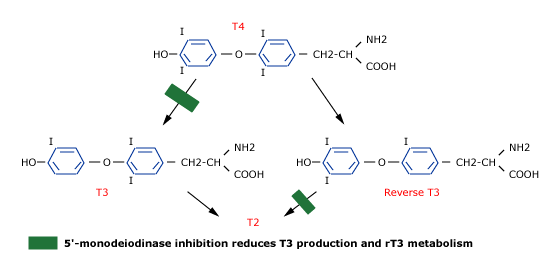 T4
I I
HO O CH2-CH NH2
COOH
I I
I I I I
HO O CH2-CH NH2 HO O CH2-CH NH2
COOH COOH
I I I
T3 Reverse T3
T2
5'-monodeiodinase inhibition reduces T3 production and rT3 metabolism